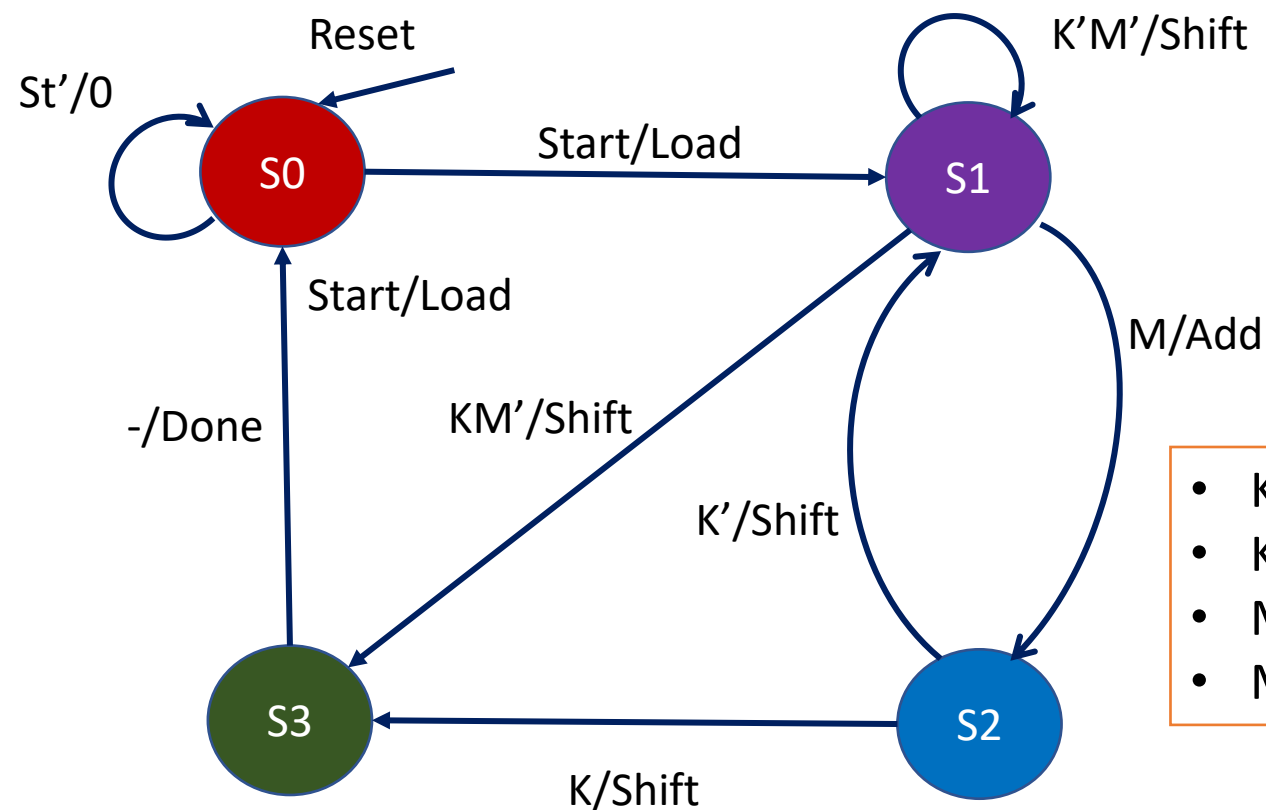 Reset
K’M’/Shift
St’/0
Start/Load
S0
S1
Start/Load
M/Add
-/Done
KM’/Shift
K’/Shift
• K
• K
• M
• M
S3
S2
K/Shift